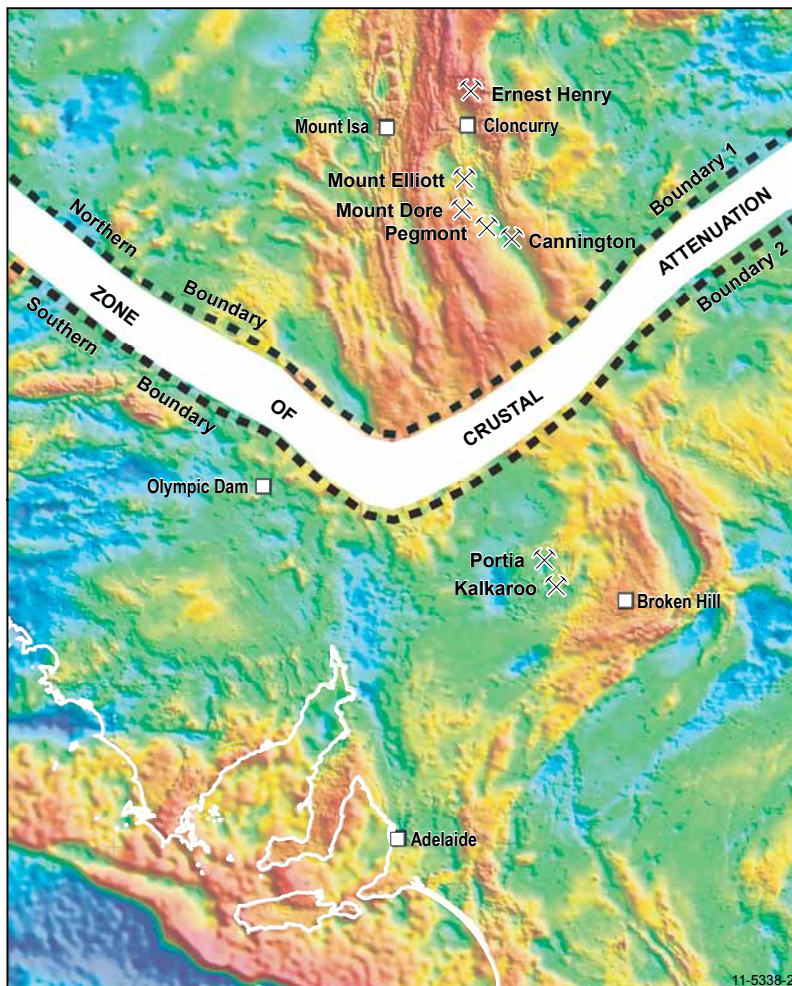 Ernest Henry
Mount Isa
Cloncurry
Mount Elliott
Mount Dore
Pegmont
Cannington
Northern Boundary
Boundary 1
ZONE OF CRUSTAL ATTENUATION
Southern Boundary
Boundary 2
Olympic Dam
Portia
Kalkaroo
Broken Hill
Adelaide
11-5338-2